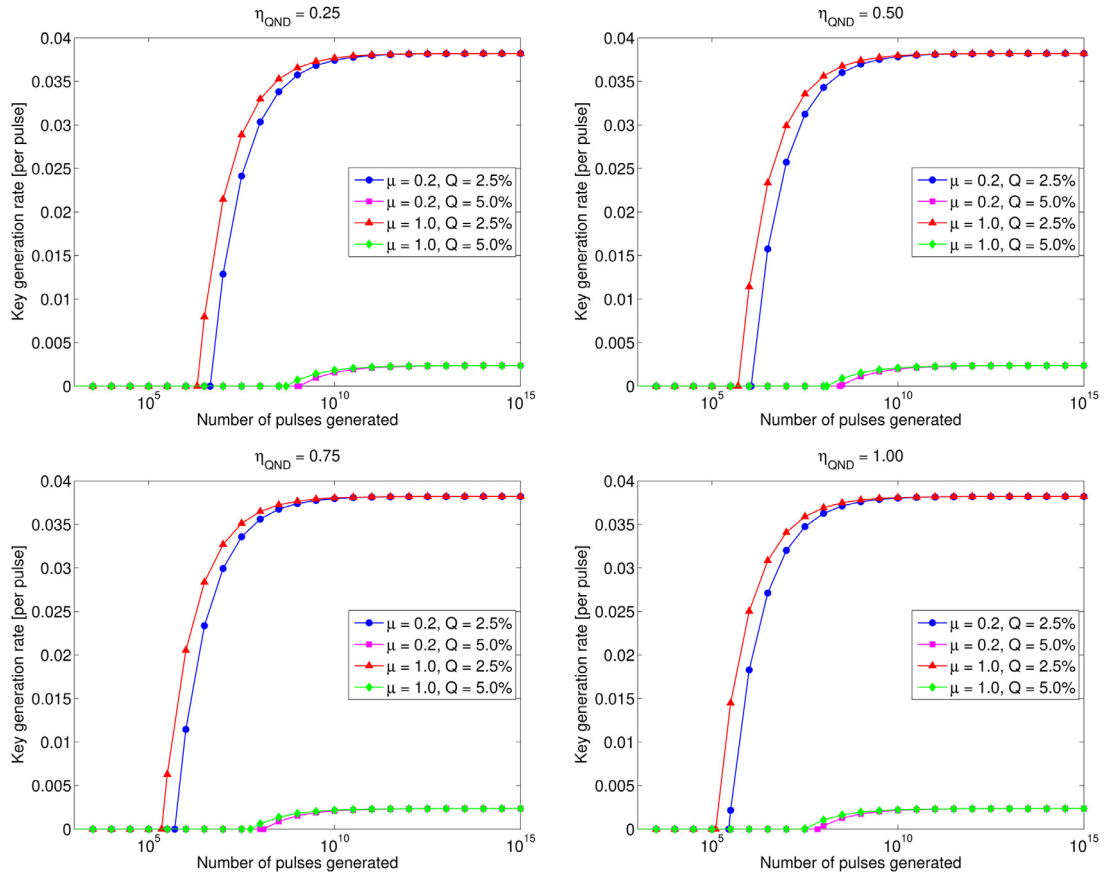 η_QND = 0.25
Key generation rate [per pulse]
0.04
0.035
0.03
0.025
0.02
0.015
0.01
0.005
0
μ = 0.2, Q = 2.5%
μ = 0.2, Q = 5.0%
μ = 1.0, Q = 2.5%
μ = 1.0, Q = 5.0%
10^5 10^10 10^15
Number of pulses generated
η_QND = 0.50
Key generation rate [per pulse]
0.04
0.035
0.03
0.025
0.02
0.015
0.01
0.005
0
μ = 0.2, Q = 2.5%
μ = 0.2, Q = 5.0%
μ = 1.0, Q = 2.5%
μ = 1.0, Q = 5.0%
10^5 10^10 10^15
Number of pulses generated
η_QND = 0.75
Key generation rate [per pulse]
0.04
0.035
0.03
0.025
0.02
0.015
0.01
0.005
0
μ = 0.2, Q = 2.5%
μ = 0.2, Q = 5.0%
μ = 1.0, Q = 2.5%
μ = 1.0, Q = 5.0%
10^5 10^10 10^15
Number of pulses generated
η_QND = 1.00
Key generation rate [per pulse]
0.04
0.035
0.03
0.025
0.02
0.015
0.01
0.005
0
μ = 0.2, Q = 2.5%
μ = 0.2, Q = 5.0%
μ = 1.0, Q = 2.5%
μ = 1.0, Q = 5.0%
10^5 10^10 10^15
Number of pulses generated